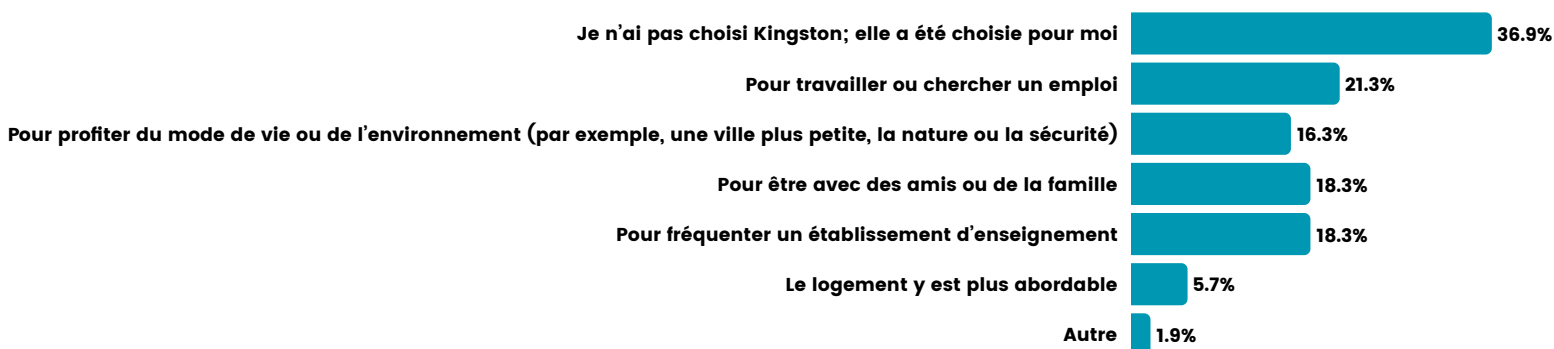 Je n’ai pas choisi Kingston; elle a été choisie pour moi 36.9%
Pour travailler ou chercher un emploi 21.3%
Pour profiter du mode de vie ou de l’environnement (par exemple, une ville plus petite, la nature ou la sécurité) 16.3%
Pour être avec des amis ou de la famille 18.3%
Pour fréquenter un établissement d’enseignement 18.3%
Le logement y est plus abordable 5.7%
Autre 1.9%